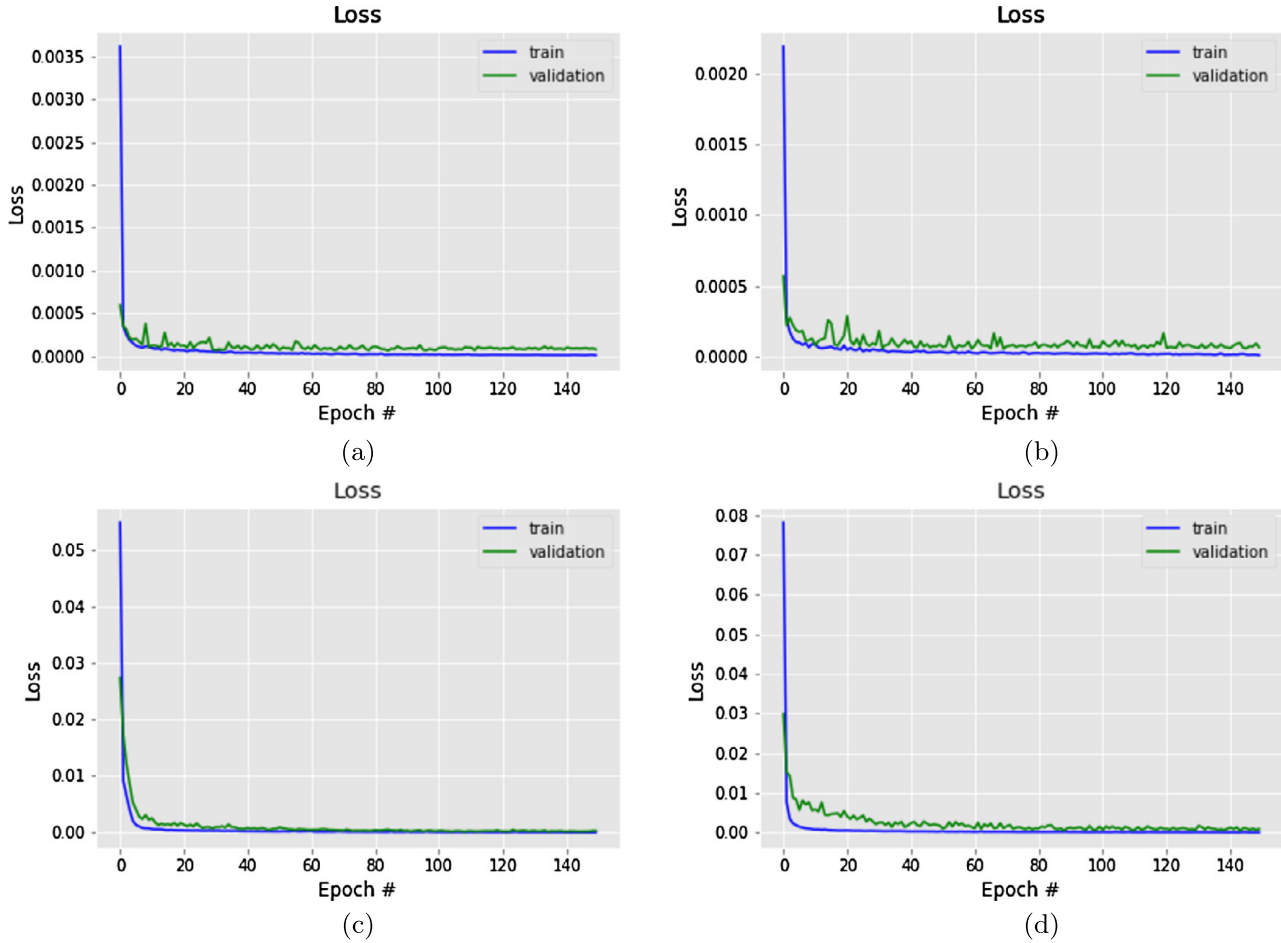 Loss
train
validation
0.0035
0.0030
0.0025
0.0020
0.0015
0.0010
0.0005
0.0000
Loss
0 20 40 60 80 100 120 140
Epoch #
(a)
Loss
train
validation
0.0020
0.0015
0.0010
0.0005
0.0000
Loss
0 20 40 60 80 100 120 140
Epoch #
(b)
Loss
train
validation
0.05
0.04
0.03
0.02
0.01
0.00
Loss
0 20 40 60 80 100 120 140
Epoch #
(c)
Loss
train
validation
0.08
0.07
0.06
0.05
0.04
0.03
0.02
0.01
0.00
Loss
0 20 40 60 80 100 120 140
Epoch #
(d)